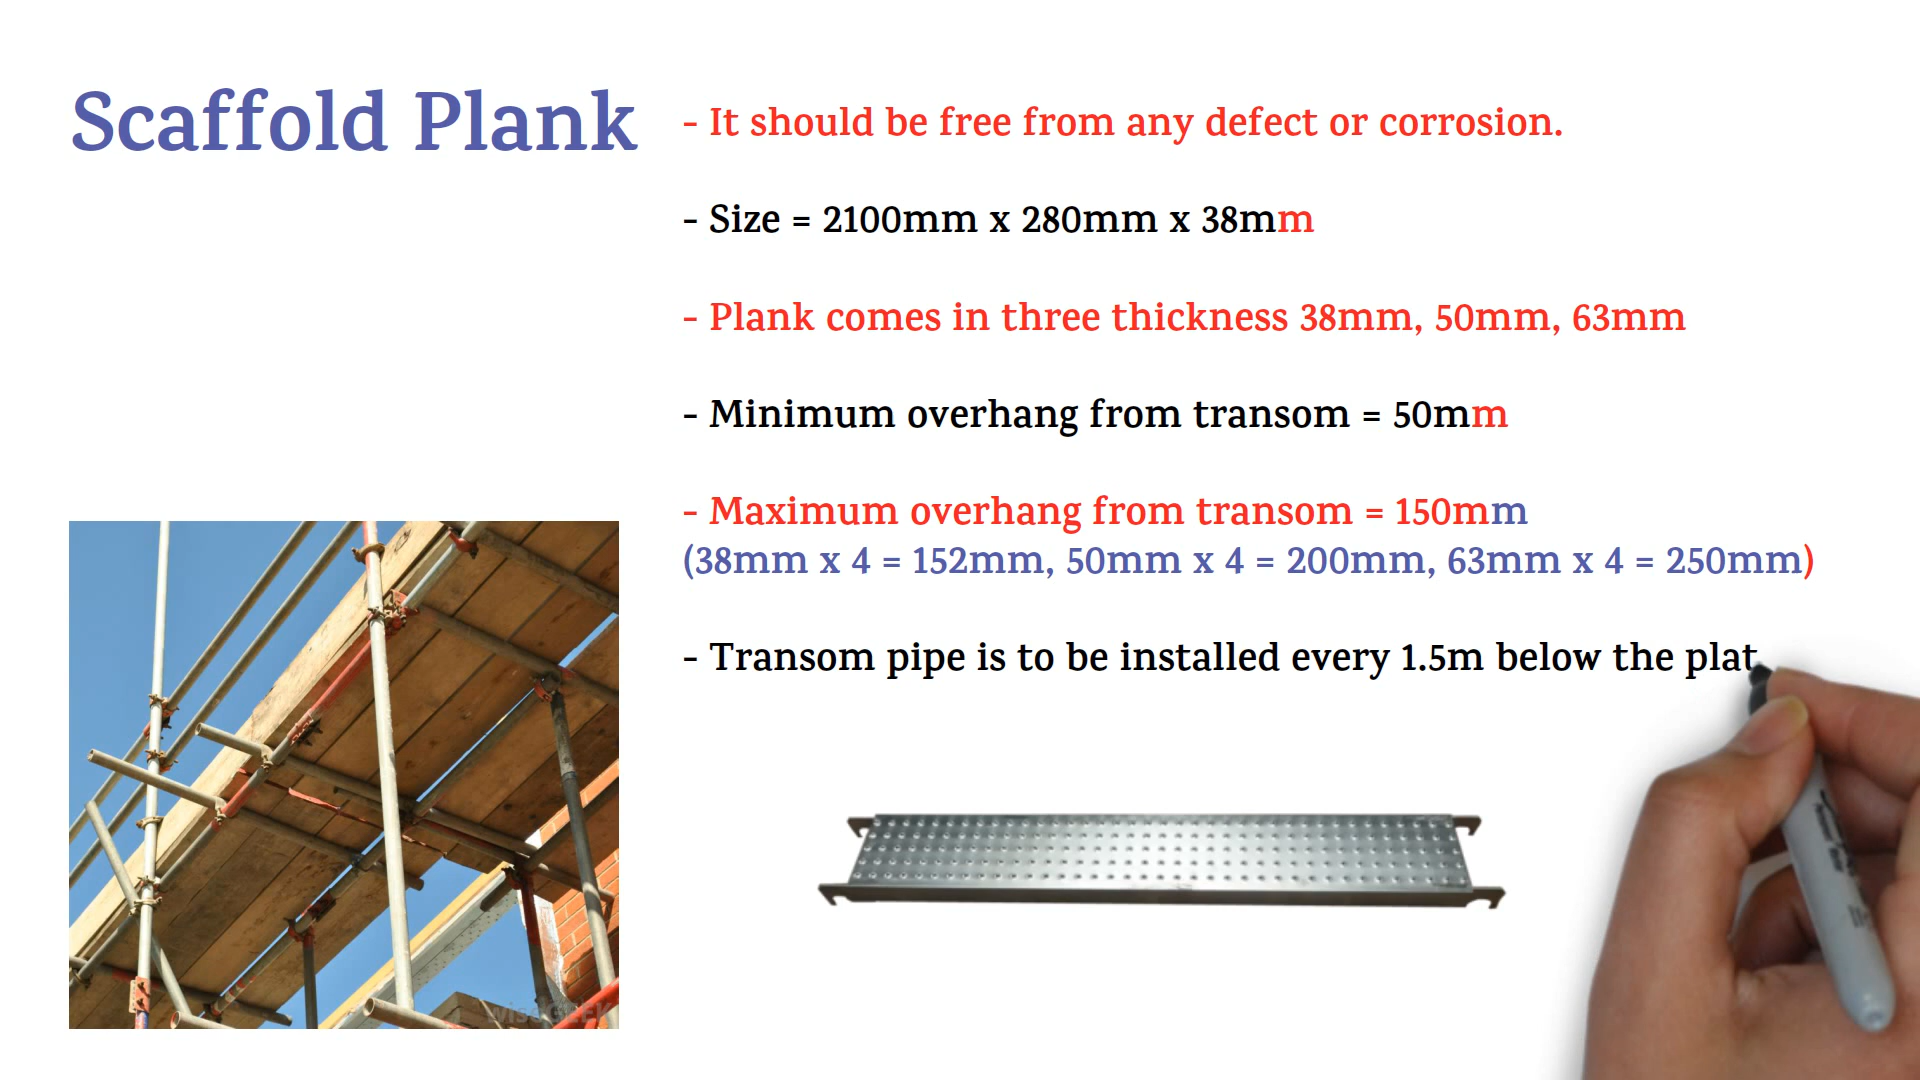 Scaffold Plank
- It should be free from any defect or corrosion.
- Size = 2100mm x 280mm x 38mm
- Plank comes in three thickness 38mm, 50mm, 63mm
- Minimum overhang from transom = 50mm
- Maximum overhang from transom = 150mm
(38mm x 4 = 152mm, 50mm x 4 = 200mm, 63mm x 4 = 250mm)
- Transom pipe is to be installed every 1.5m below the plat
wiseGEEK